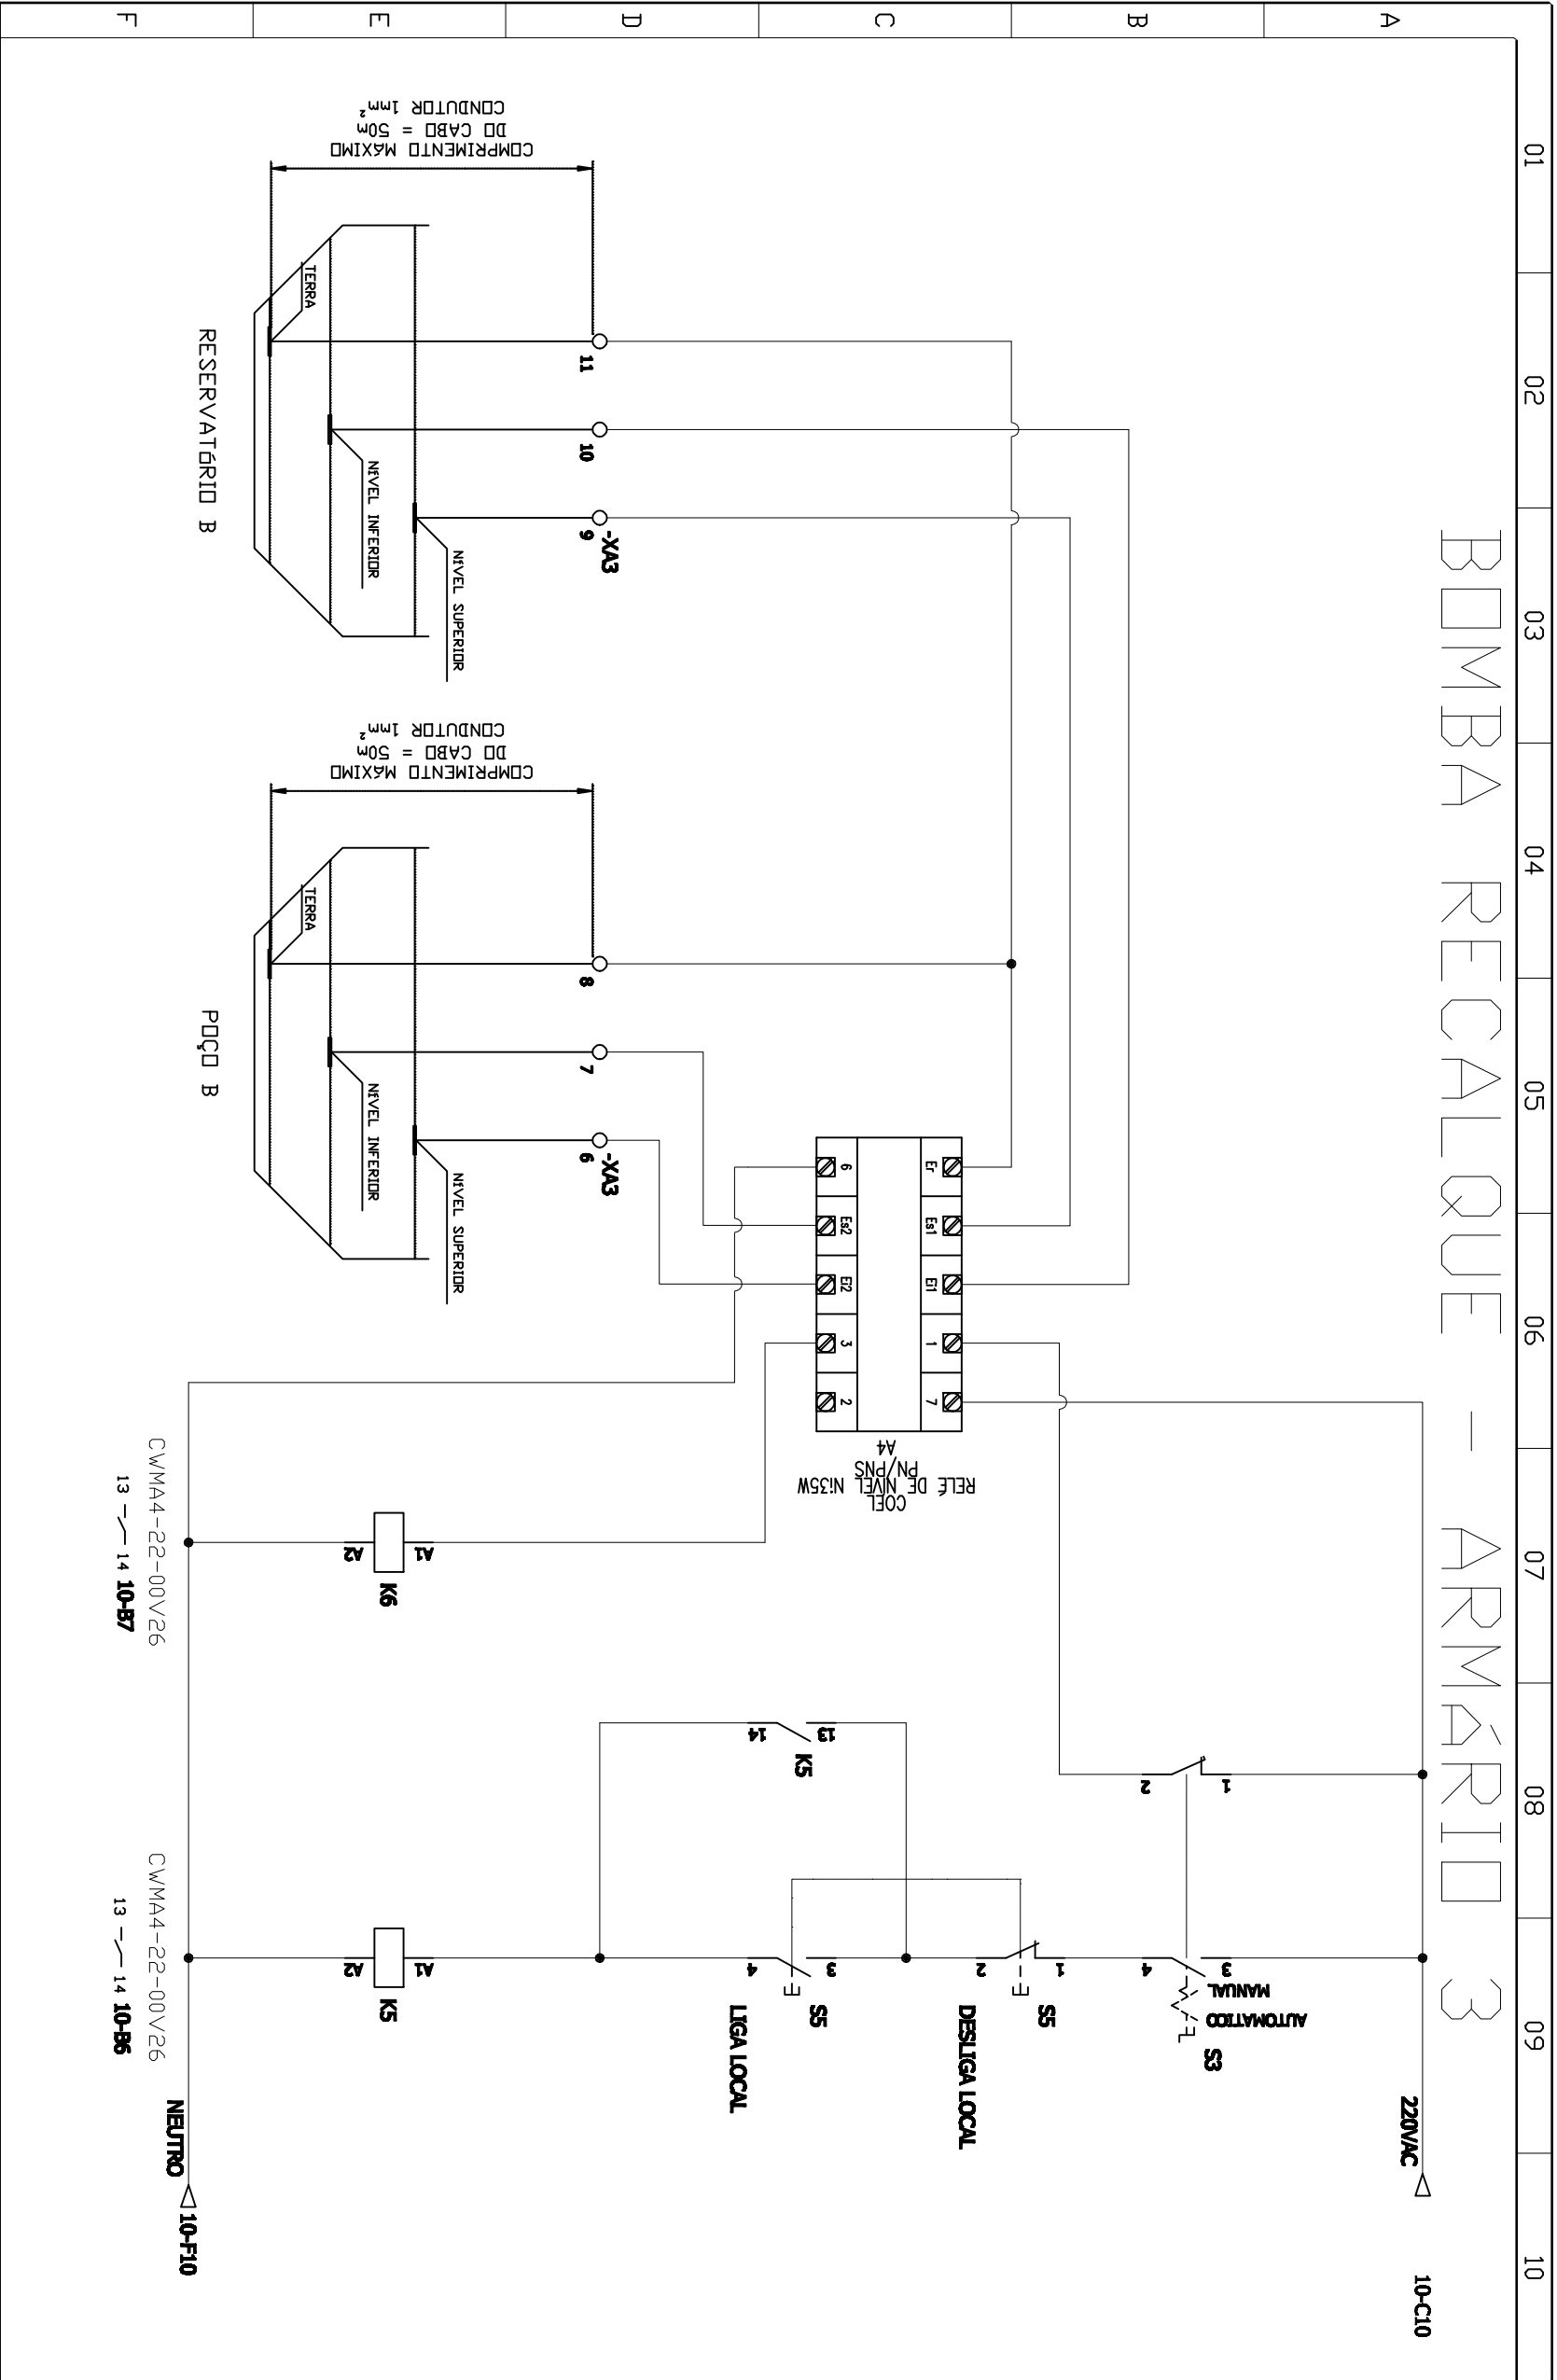 01 02 03 04 05 06 07 08 09 10
A
B
C
D
E
F
BOMBA RECALQUE - ARMÁRIO 3
220VAC
10-C10
1
2
3
4
MANUAL
AUTOMATICO
S3
1
2
S5
DESLIGA LOCAL
3
4
S5
LIGA LOCAL
13
14
K5
Er Es1 Ei1 1 7
6 Es2 Ei2 3 2
COEL
RELÉ DE NÍVEL Ni35W
PN/PNS
A4
11
10
9
-XA3
8
7
6
-XA3
COMPRIMENTO MÁXIMO
DO CABO = 50m
CONDUTOR 1mm²
TERRA
NÍVEL INFERIOR
NÍVEL SUPERIOR
RESERVATÓRIO B
COMPRIMENTO MÁXIMO
DO CABO = 50m
CONDUTOR 1mm²
TERRA
NÍVEL INFERIOR
NÍVEL SUPERIOR
POÇO B
A1
A2
K6
A1
A2
K5
NEUTRO
10-F10
CWMA4-22-00V26
13 14 10-B7
CWMA4-22-00V26
13 14 10-B6